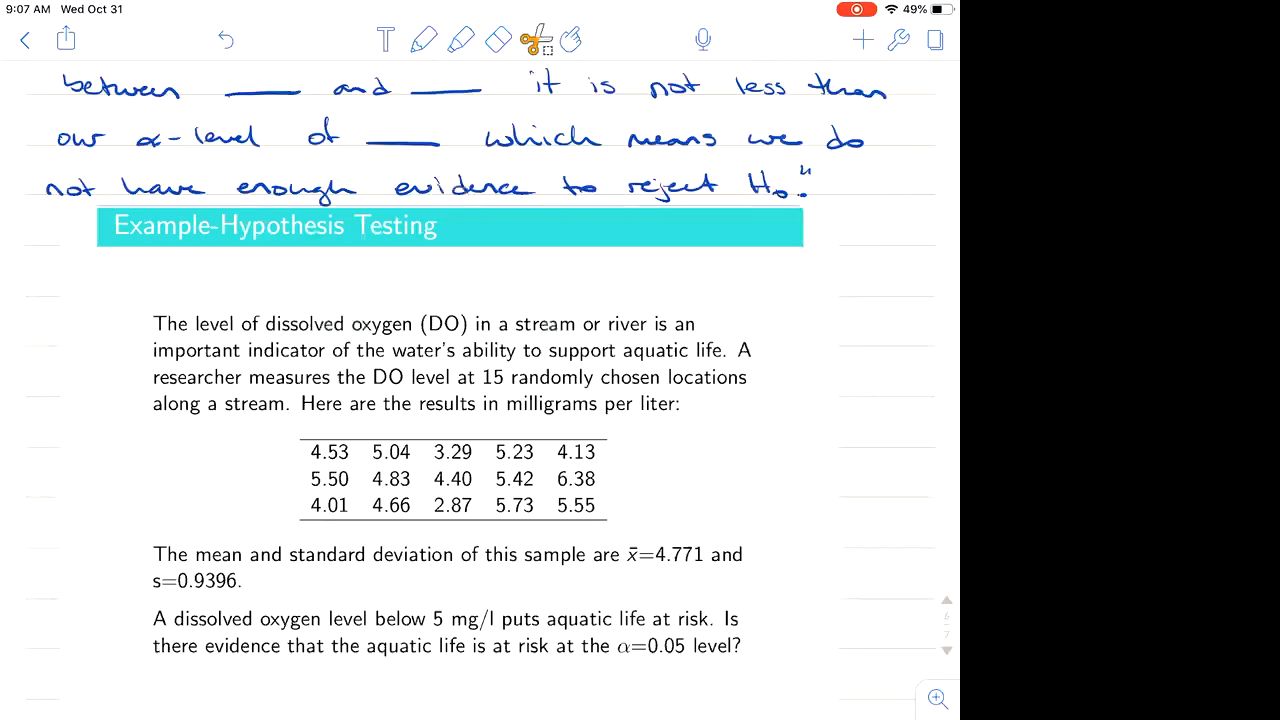 9:07 AM Wed Oct 31 49%
T
between ____ and ____ it is not less than
our α-level of ____ which means we do
not have enough evidence to reject H₀."
Example-Hypothesis Testing
The level of dissolved oxygen (DO) in a stream or river is an
important indicator of the water's ability to support aquatic life. A
researcher measures the DO level at 15 randomly chosen locations
along a stream. Here are the results in milligrams per liter:
4.53 5.04 3.29 5.23 4.13
5.50 4.83 4.40 5.42 6.38
4.01 4.66 2.87 5.73 5.55
The mean and standard deviation of this sample are x̄=4.771 and
s=0.9396.
A dissolved oxygen level below 5 mg/l puts aquatic life at risk. Is
there evidence that the aquatic life is at risk at the α=0.05 level?
6
7